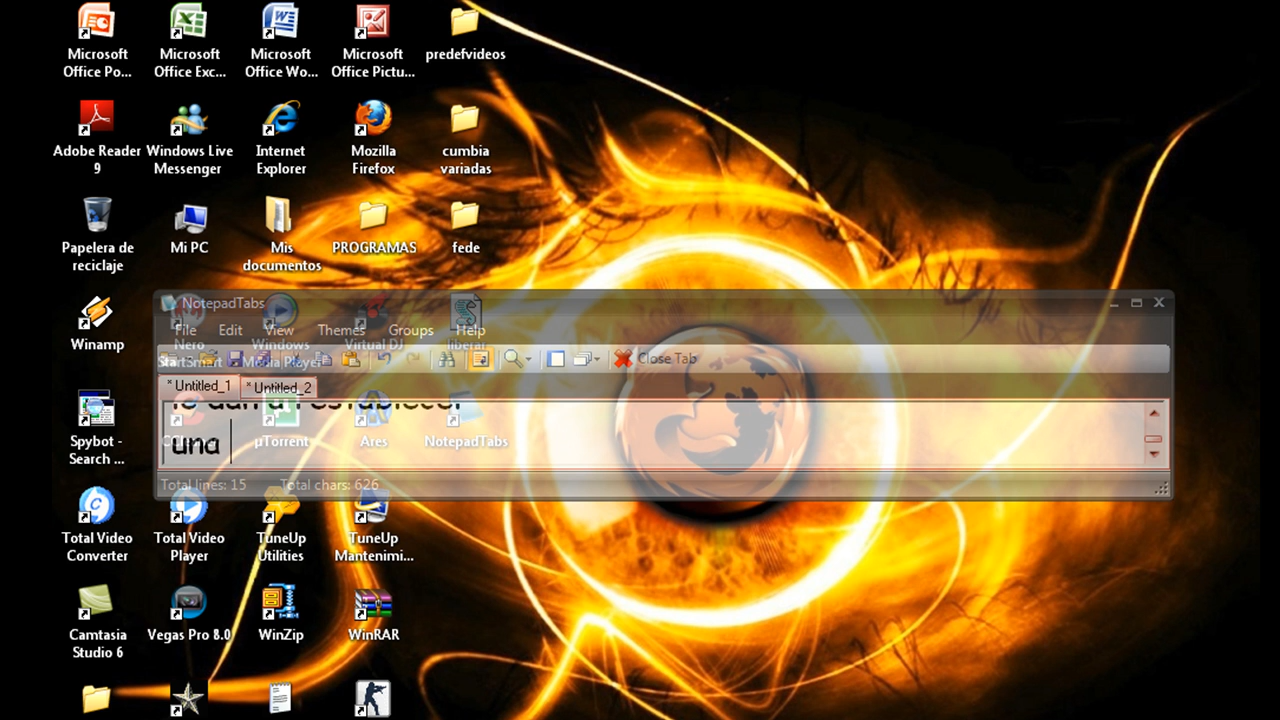 Microsoft Office Po...
Microsoft Office Exc...
Microsoft Office Wo...
Microsoft Office Pictu...
predefvideos
Adobe Reader 9
Windows Live Messenger
Internet Explorer
Mozilla Firefox
cumbia variadas
Papelera de reciclaje
Mi PC
Mis documentos
PROGRAMAS
fede
Winamp
NotepadTabs
File Edit View Themes Groups Help
Nero StartSmart
Windows Media Player
Virtual DJ
liberar
Close Tab
* Untitled_1
* Untitled_2
le dan a restablecer
una
µTorrent
Ares
NotepadTabs
Total lines: 15
Total chars: 626
Spybot - Search ...
Total Video Converter
Total Video Player
TuneUp Utilities
TuneUp Mantenimi...
Camtasia Studio 6
Vegas Pro 8.0
WinZip
WinRAR